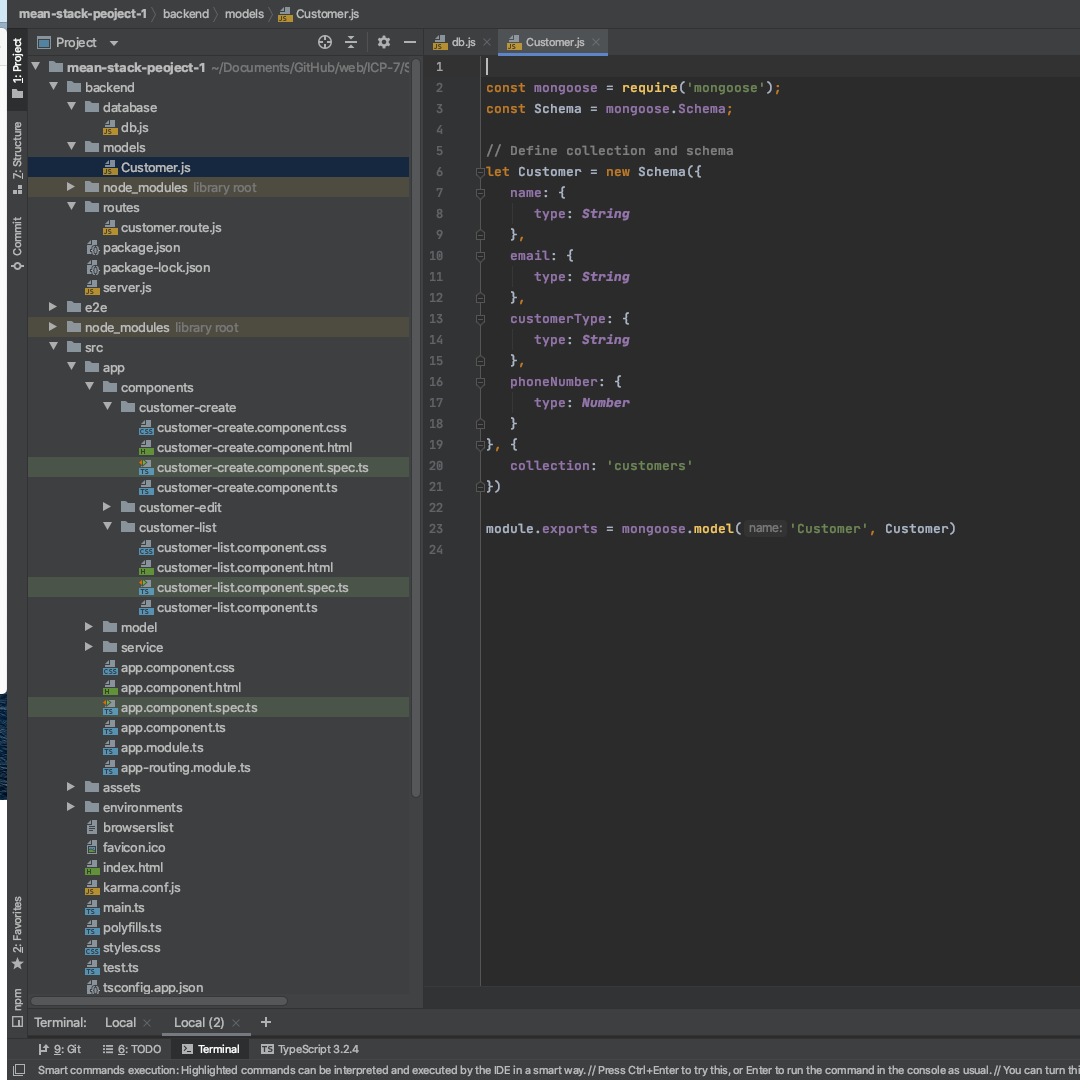 mean-stack-peoject-1 backend models Customer.js
1: Project
7: Structure
Commit
2: Favorites
npm
Project
mean-stack-peoject-1 ~/Documents/GitHub/web/ICP-7/S
backend
database
db.js
models
Customer.js
node_modules library root
routes
customer.route.js
package.json
package-lock.json
server.js
e2e
node_modules library root
src
app
components
customer-create
customer-create.component.css
customer-create.component.html
customer-create.component.spec.ts
customer-create.component.ts
customer-edit
customer-list
customer-list.component.css
customer-list.component.html
customer-list.component.spec.ts
customer-list.component.ts
model
service
app.component.css
app.component.html
app.component.spec.ts
app.component.ts
app.module.ts
app-routing.module.ts
assets
environments
browserslist
favicon.ico
index.html
karma.conf.js
main.ts
polyfills.ts
styles.css
test.ts
tsconfig.app.json
db.js Customer.js
1
2 const mongoose = require('mongoose');
3 const Schema = mongoose.Schema;
4
5 // Define collection and schema
6 let Customer = new Schema({
7 name: {
8 type: String
9 },
10 email: {
11 type: String
12 },
13 customerType: {
14 type: String
15 },
16 phoneNumber: {
17 type: Number
18 }
19 }, {
20 collection: 'customers'
21 })
22
23 module.exports = mongoose.model( name: 'Customer', Customer)
24
Terminal: Local Local (2) +
9: Git 6: TODO Terminal TypeScript 3.2.4
Smart commands execution: Highlighted commands can be interpreted and executed by the IDE in a smart way. // Press Ctrl+Enter to try this, or Enter to run the command in the console as usual. // You can turn thi